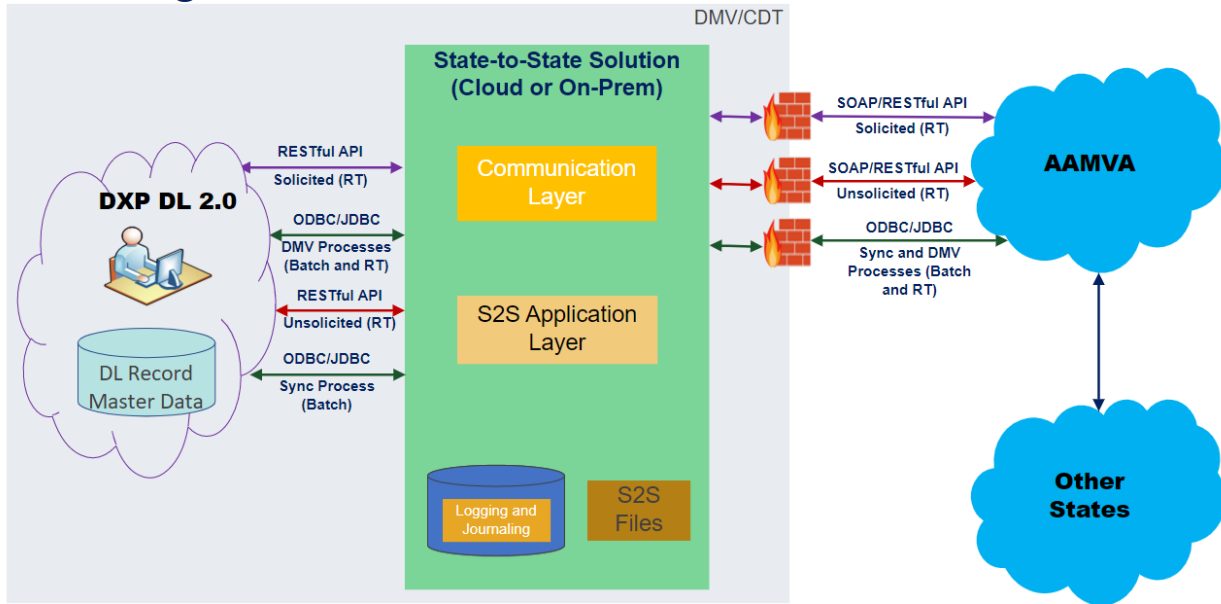 DMV/CDT
State-to-State Solution
(Cloud or On-Prem)
Communication
Layer
S2S Application
Layer
Logging and
Journaling
S2S
Files
DXP DL 2.0
DL Record
Master Data
RESTful API
Solicited (RT)
ODBC/JDBC
DMV Processes
(Batch and RT)
RESTful API
Unsolicited (RT)
ODBC/JDBC
Sync Process
(Batch)
SOAP/RESTful API
Solicited (RT)
SOAP/RESTful API
Unsolicited (RT)
ODBC/JDBC
Sync and DMV
Processes (Batch
and RT)
AAMVA
Other
States